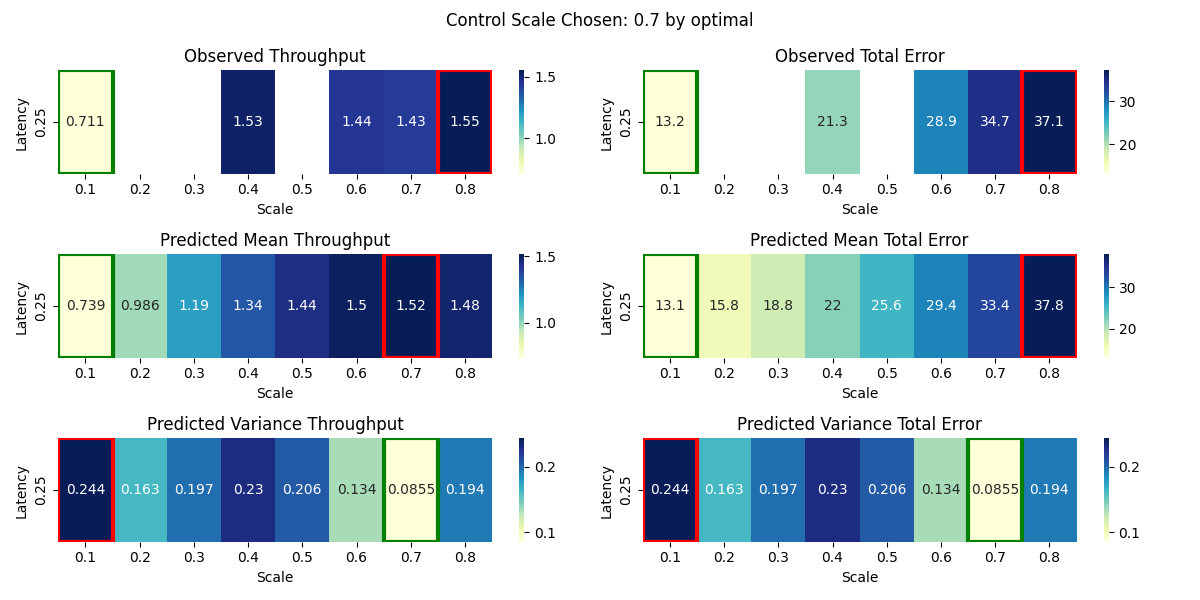 Control Scale Chosen: 0.7 by optimal
Observed Throughput
Latency
0.25
0.711
1.53
1.44
1.43
1.55
0.1 0.2 0.3 0.4 0.5 0.6 0.7 0.8
Scale
1.5
1.0
Observed Total Error
Latency
0.25
13.2
21.3
28.9
34.7
37.1
0.1 0.2 0.3 0.4 0.5 0.6 0.7 0.8
Scale
30
20
Predicted Mean Throughput
Latency
0.25
0.739 0.986 1.19 1.34 1.44 1.5 1.52 1.48
0.1 0.2 0.3 0.4 0.5 0.6 0.7 0.8
Scale
1.5
1.0
Predicted Mean Total Error
Latency
0.25
13.1 15.8 18.8 22 25.6 29.4 33.4 37.8
0.1 0.2 0.3 0.4 0.5 0.6 0.7 0.8
Scale
30
20
Predicted Variance Throughput
Latency
0.25
0.244 0.163 0.197 0.23 0.206 0.134 0.0855 0.194
0.1 0.2 0.3 0.4 0.5 0.6 0.7 0.8
Scale
0.2
0.1
Predicted Variance Total Error
Latency
0.25
0.244 0.163 0.197 0.23 0.206 0.134 0.0855 0.194
0.1 0.2 0.3 0.4 0.5 0.6 0.7 0.8
Scale
0.2
0.1